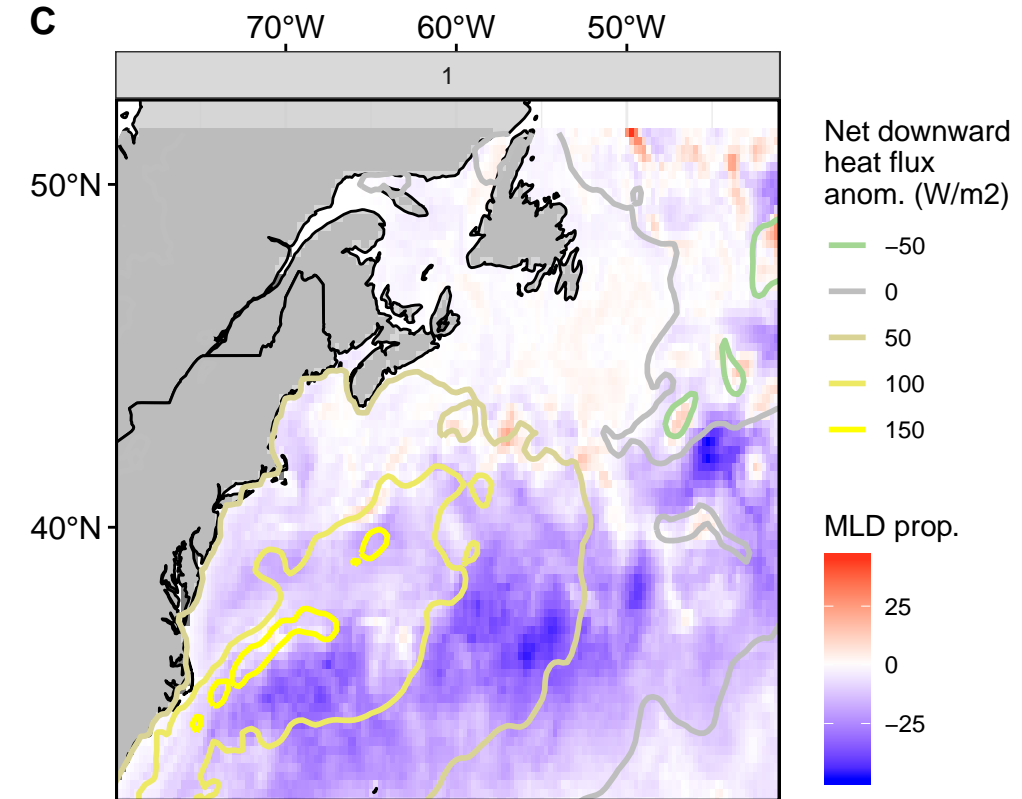 C
70°W 60°W 50°W
1
50°N
40°N
Net downward
heat flux
anom. (W/m2)
−50
0
50
100
150
MLD prop.
25
0
−25